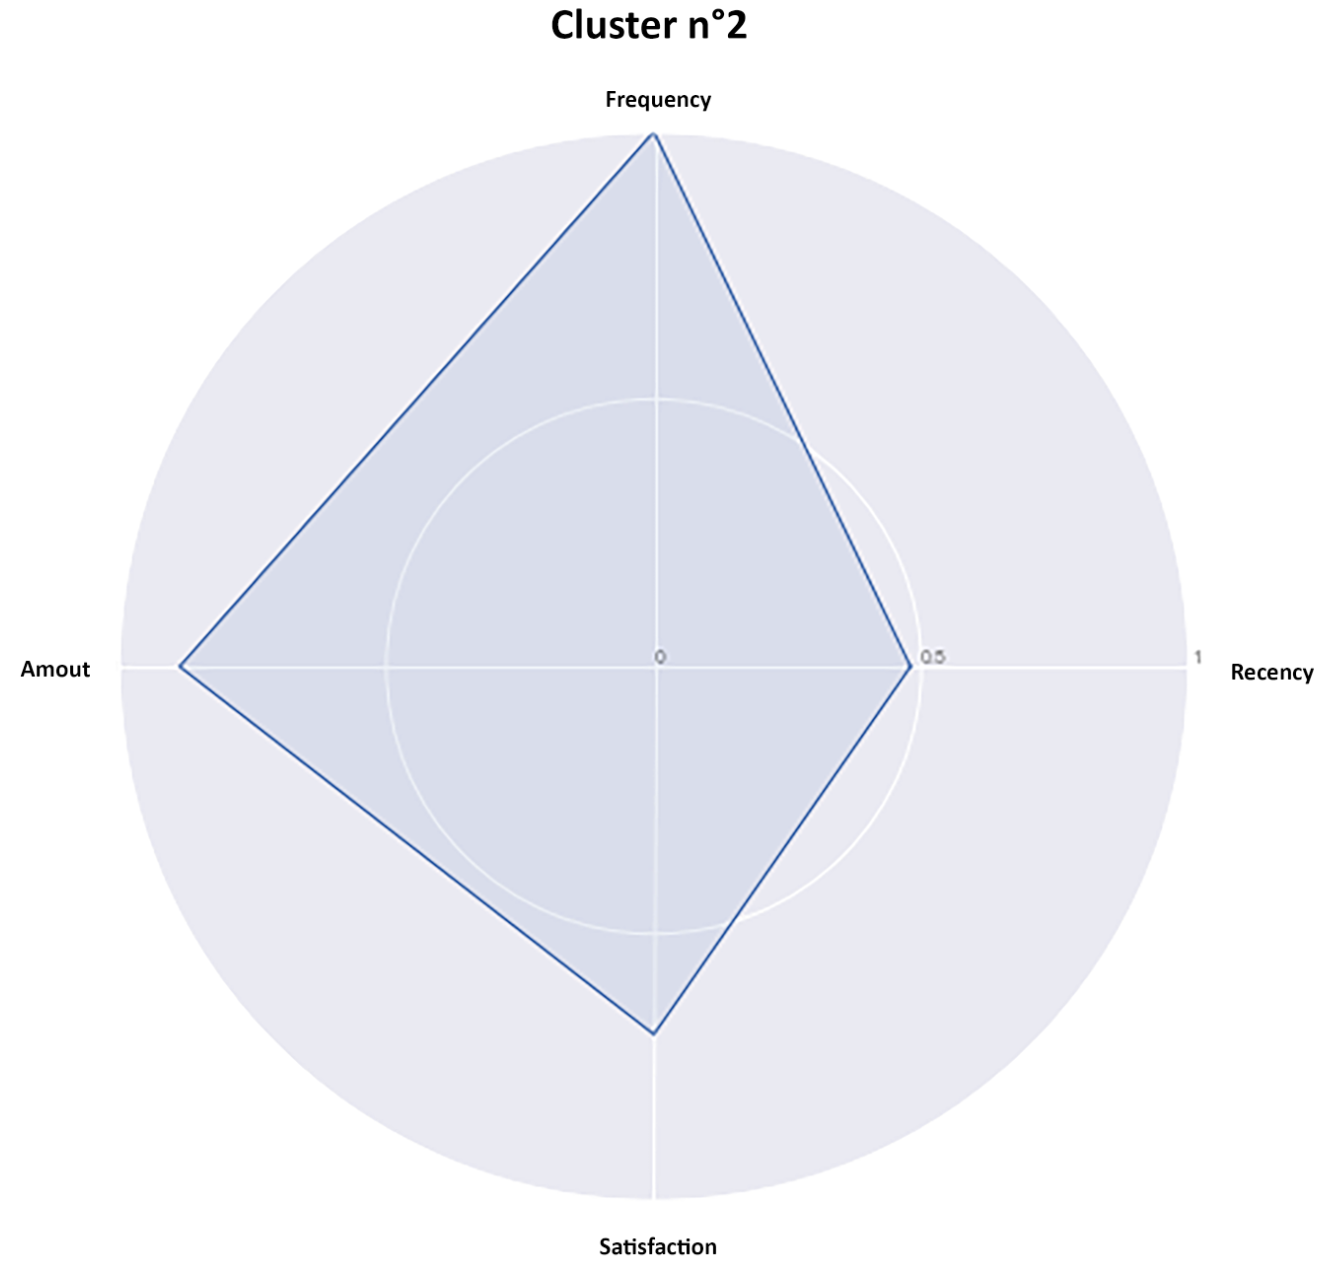 Cluster n°2
Frequency
0
0.5
1
Amout
Recency
Satisfaction